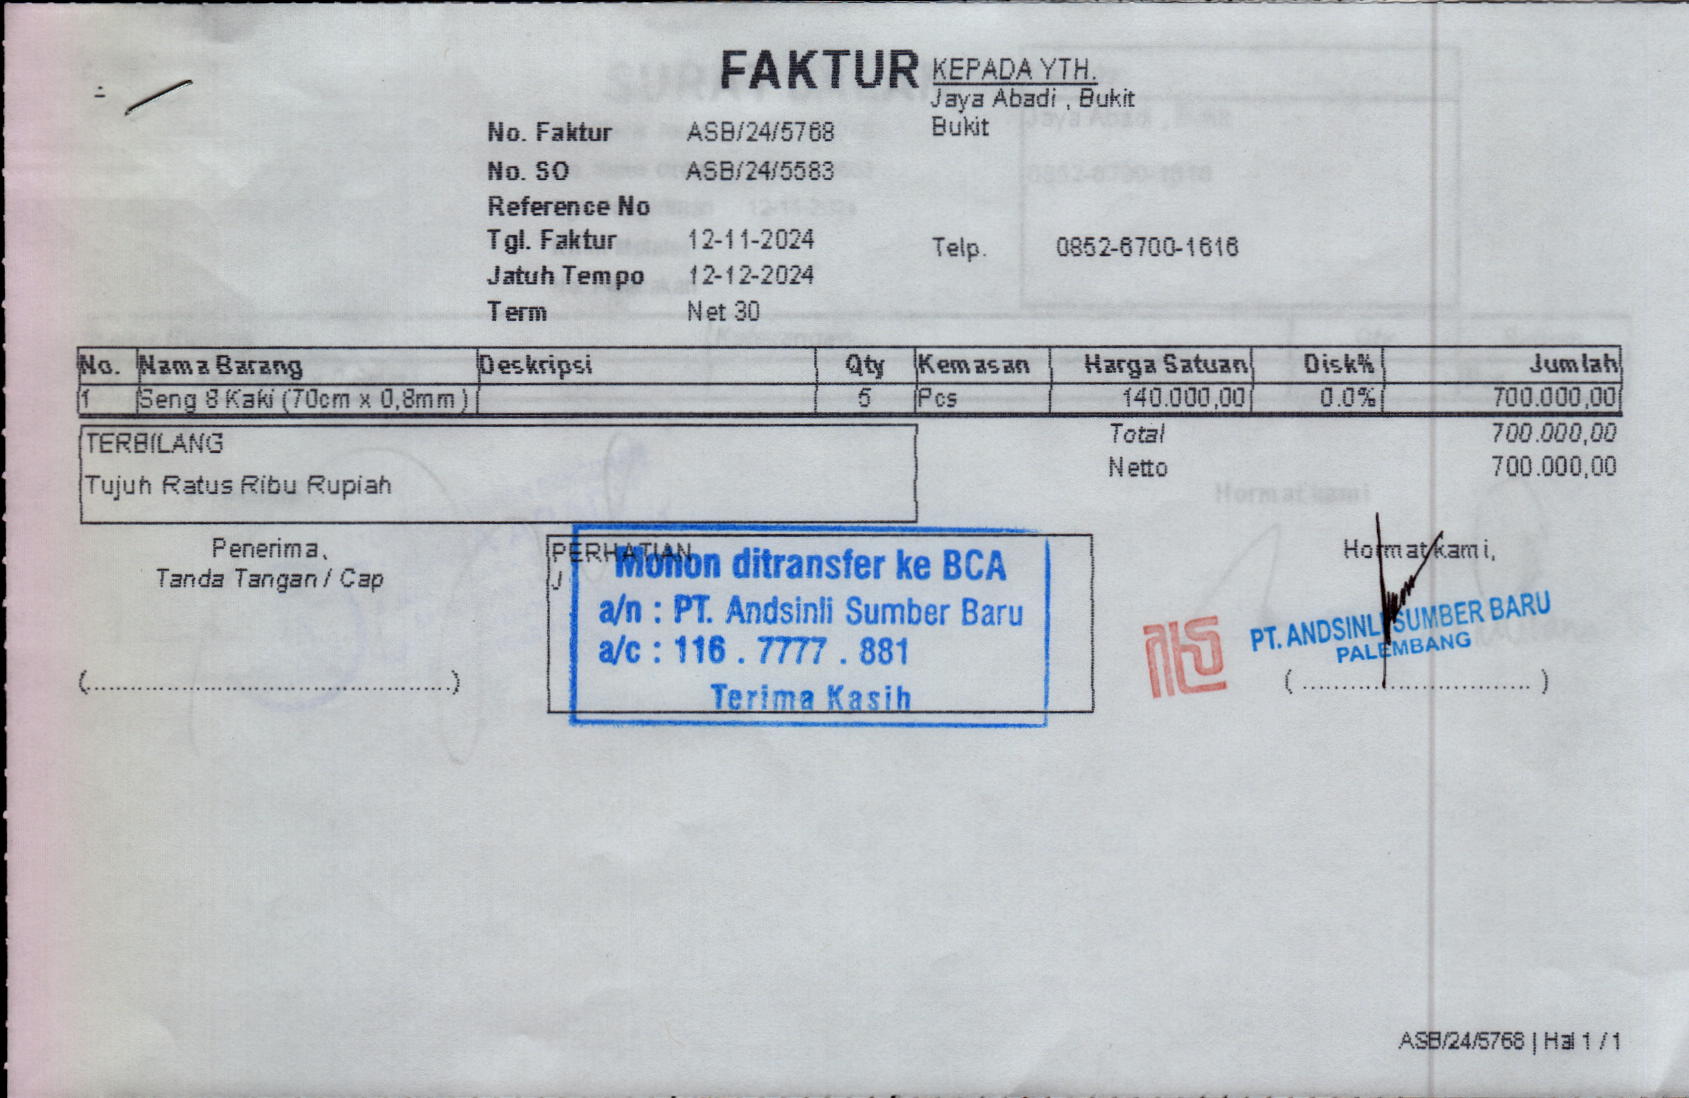 FAKTUR
KEPADA YTH.
Jaya Abadi , Bukit
Bukit
No. Faktur ASB/24/5768
No. SO ASB/24/5583
Reference No
Tgl. Faktur 12-11-2024
Telp. 0852-6700-1616
Jatuh Tempo 12-12-2024
Term Net 30
No. Nama Barang Deskripsi Qty Kemasan Harga Satuan Disk% Jumlah
1 Seng 8 Kaki (70cm x 0,8mm) 5 Pcs 140.000,00 0.0% 700.000,00
TERBILANG
Tujuh Ratus Ribu Rupiah
Total 700.000,00
Netto 700.000,00
Penerima,
Tanda Tangan / Cap
(............................................)
PERHATIAN
J
Mohon ditransfer ke BCA
a/n : PT. Andsinli Sumber Baru
a/c : 116 . 7777 . 881
Terima Kasih
Hormat kami,
PT. ANDSINLI SUMBER BARU
PALEMBANG
( ............................ )
ASB/24/5768 | Hal 1 / 1